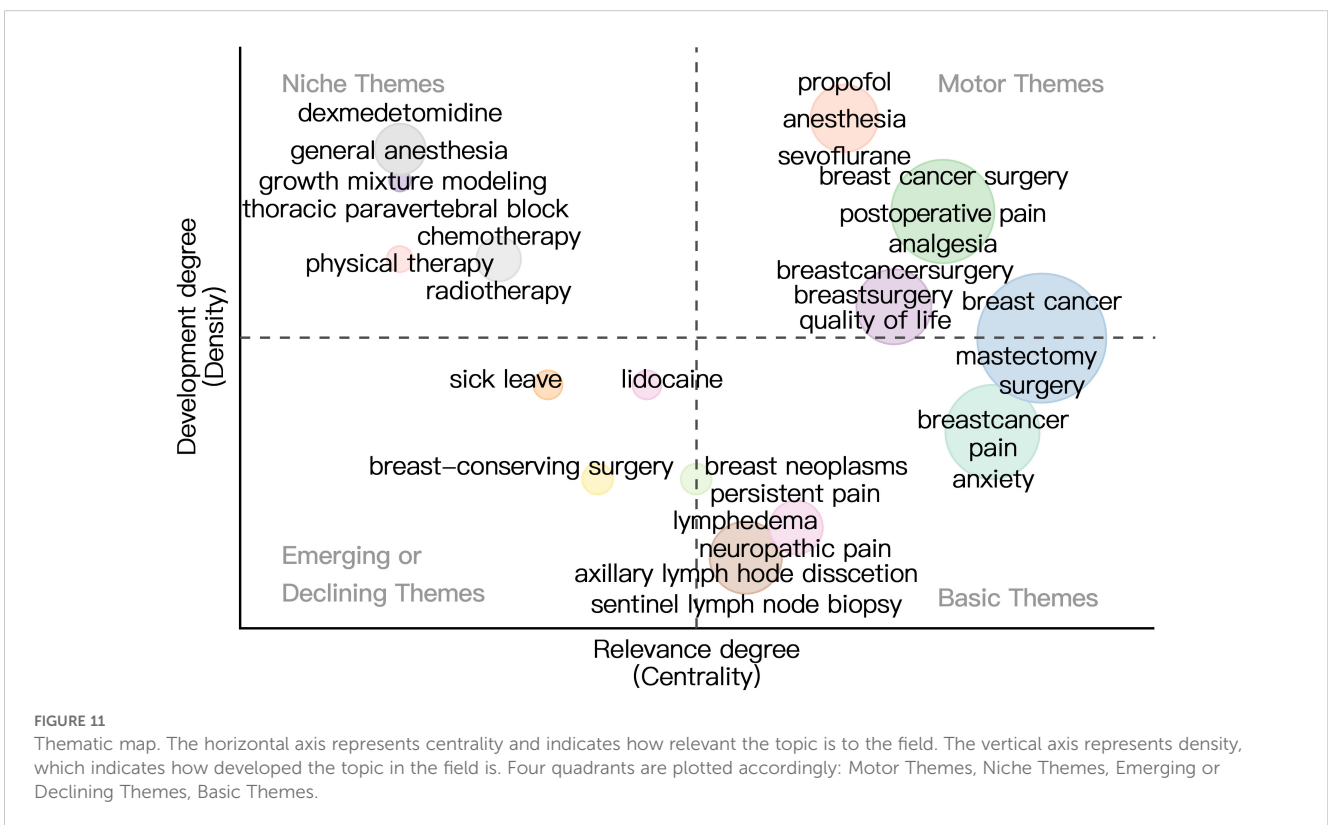 Niche Themes
Motor Themes
dexmedetomidine
general anesthesia
growth mixture modeling
thoracic paravertebral block
chemotherapy
physical therapy
radiotherapy
propofol
anesthesia
sevoflurane
breast cancer surgery
postoperative pain
analgesia
breastcancersurgery
breastsurgery
quality of life
breast cancer
mastectomy
surgery
breastcancer
pain
anxiety
sick leave
lidocaine
breast–conserving surgery
breast neoplasms
persistent pain
lymphedema
neuropathic pain
axillary lymph hode disscetion
sentinel lymph node biopsy
Emerging or
Declining Themes
Basic Themes
Development degree
(Density)
Relevance degree
(Centrality)
FIGURE 11
Thematic map. The horizontal axis represents centrality and indicates how relevant the topic is to the field. The vertical axis represents density,
which indicates how developed the topic in the field is. Four quadrants are plotted accordingly: Motor Themes, Niche Themes, Emerging or
Declining Themes, Basic Themes.